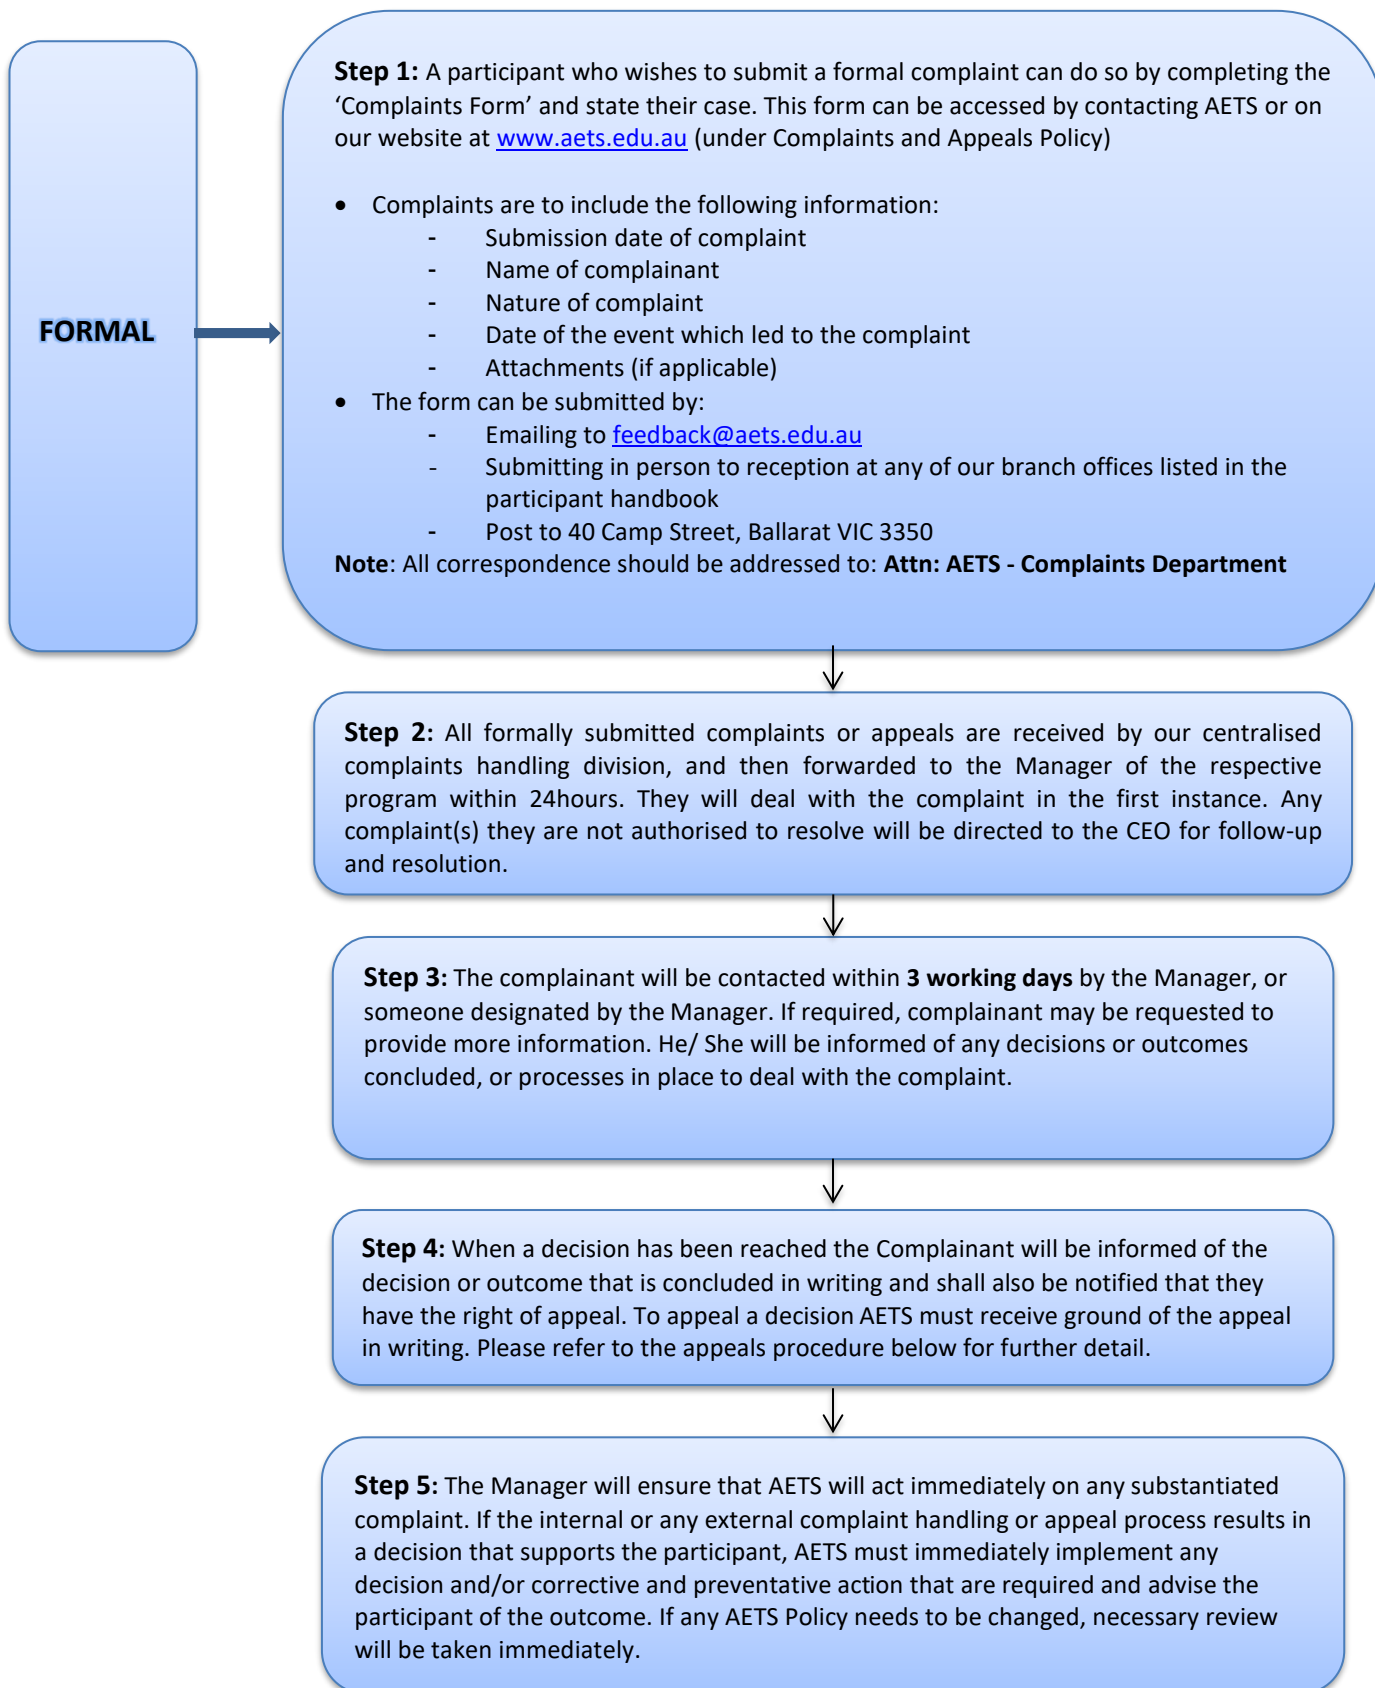 FORMAL
Step 1: A participant who wishes to submit a formal complaint can do so by completing the
‘Complaints Form’ and state their case. This form can be accessed by contacting AETS or on
our website at www.aets.edu.au (under Complaints and Appeals Policy)
• Complaints are to include the following information:
- Submission date of complaint
- Name of complainant
- Nature of complaint
- Date of the event which led to the complaint
- Attachments (if applicable)
• The form can be submitted by:
- Emailing to feedback@aets.edu.au
- Submitting in person to reception at any of our branch offices listed in the
participant handbook
- Post to 40 Camp Street, Ballarat VIC 3350
Note: All correspondence should be addressed to: Attn: AETS - Complaints Department
Step 2: All formally submitted complaints or appeals are received by our centralised
complaints handling division, and then forwarded to the Manager of the respective
program within 24hours. They will deal with the complaint in the first instance. Any
complaint(s) they are not authorised to resolve will be directed to the CEO for follow-up
and resolution.
Step 3: The complainant will be contacted within 3 working days by the Manager, or
someone designated by the Manager. If required, complainant may be requested to
provide more information. He/ She will be informed of any decisions or outcomes
concluded, or processes in place to deal with the complaint.
Step 4: When a decision has been reached the Complainant will be informed of the
decision or outcome that is concluded in writing and shall also be notified that they
have the right of appeal. To appeal a decision AETS must receive ground of the appeal
in writing. Please refer to the appeals procedure below for further detail.
Step 5: The Manager will ensure that AETS will act immediately on any substantiated
complaint. If the internal or any external complaint handling or appeal process results in
a decision that supports the participant, AETS must immediately implement any
decision and/or corrective and preventative action that are required and advise the
participant of the outcome. If any AETS Policy needs to be changed, necessary review
will be taken immediately.